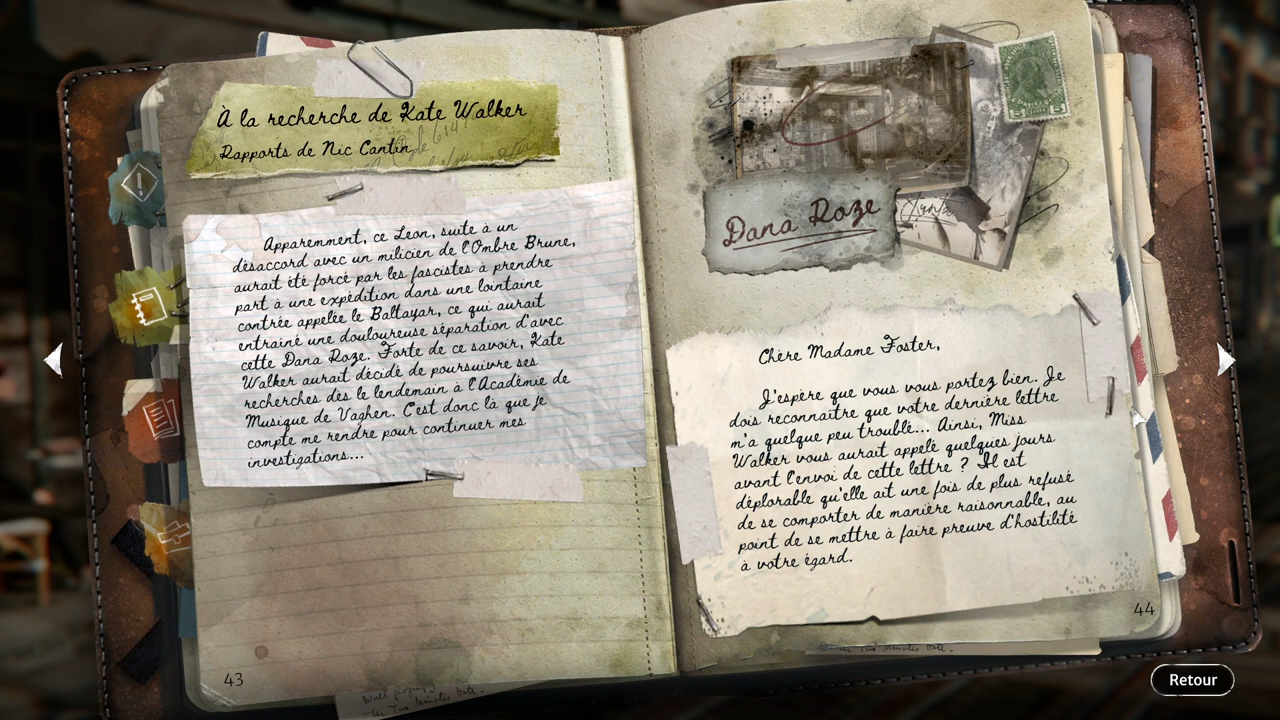 À la recherche de Kate Walker
Rapports de Nic Cantin
Apparemment, ce Leon, suite à un
désaccord avec un milicien de l'Ombre Brune,
aurait été forcé par les fascistes à prendre
part à une expédition dans une lointaine
contrée appelée le Baltayar, ce qui aurait
entrainé une douloureuse séparation d'avec
cette Dana Roze. Forte de ce savoir, Kate
Walker aurait décidé de poursuivre ses
recherches dès le lendemain à l'Académie de
Musique de Vaghen. C'est donc là que je
compte me rendre pour continuer mes
investigations...
43
Dana Roze
Chère Madame Foster,
J'espère que vous vous portez bien. Je
dois reconnaître que votre dernière lettre
m'a quelque peu troublé... Ainsi, Miss
Walker vous aurait appelé quelques jours
avant l'envoi de cette lettre ? Il est
déplorable qu'elle ait une fois de plus refusé
de se comporter de manière raisonnable, au
point de se mettre à faire preuve d'hostilité
à votre égard.
44
Retour